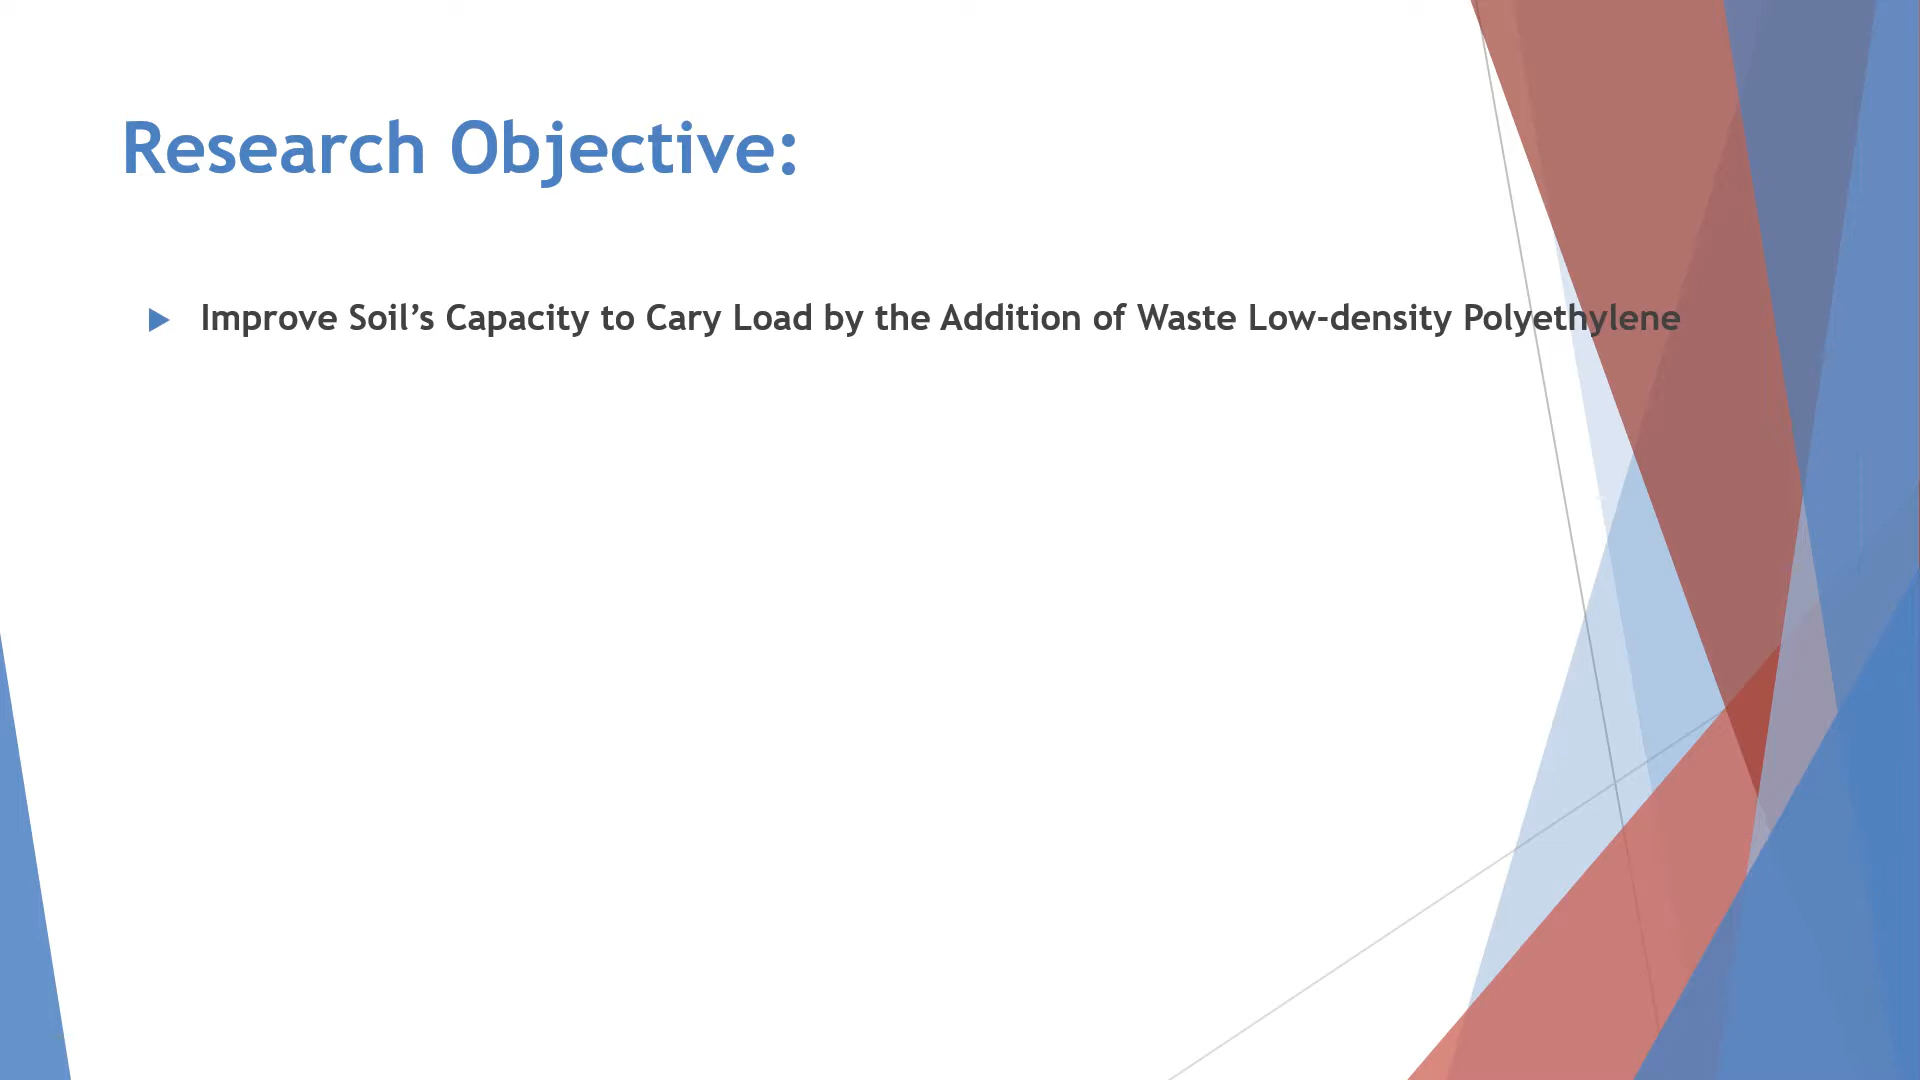 Research Objective:
Improve Soil’s Capacity to Cary Load by the Addition of Waste Low-density Polyethylene